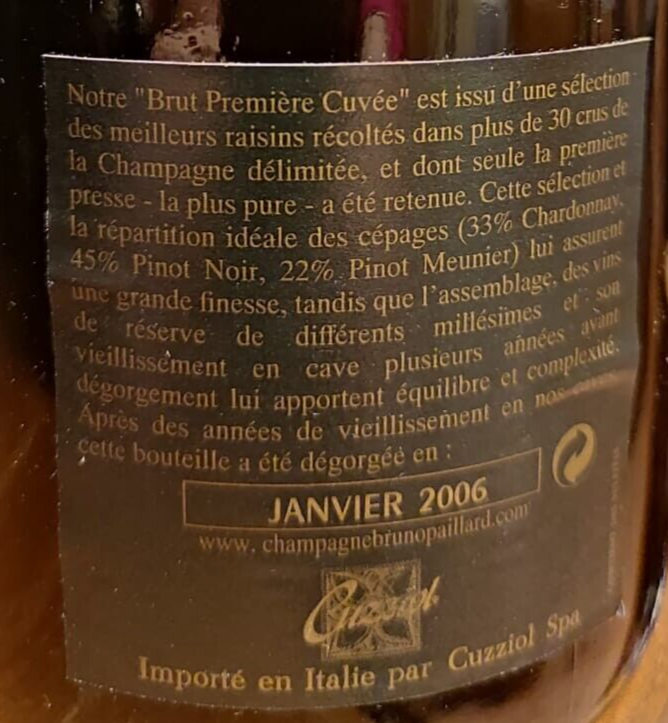 Notre "Brut Première Cuvée" est issu d'une sélection
des meilleurs raisins récoltés dans plus de 30 crus de
la Champagne délimitée, et dont seule la première
presse - la plus pure - a été retenue. Cette sélection et
la répartition idéale des cépages (33% Chardonnay,
45% Pinot Noir, 22% Pinot Meunier) lui assurent
une grande finesse, tandis que l'assemblage, des vins
de réserve de différents millésimes et son
vieillissement en cave plusieurs années avant
dégorgement lui apportent équilibre et complexité.
Après des années de vieillissement en nos
cette bouteille a été dégorgée en :
JANVIER 2006
www.champagnebrunopaillard.com
Cuzziol
Importé en Italie par Cuzziol Spa